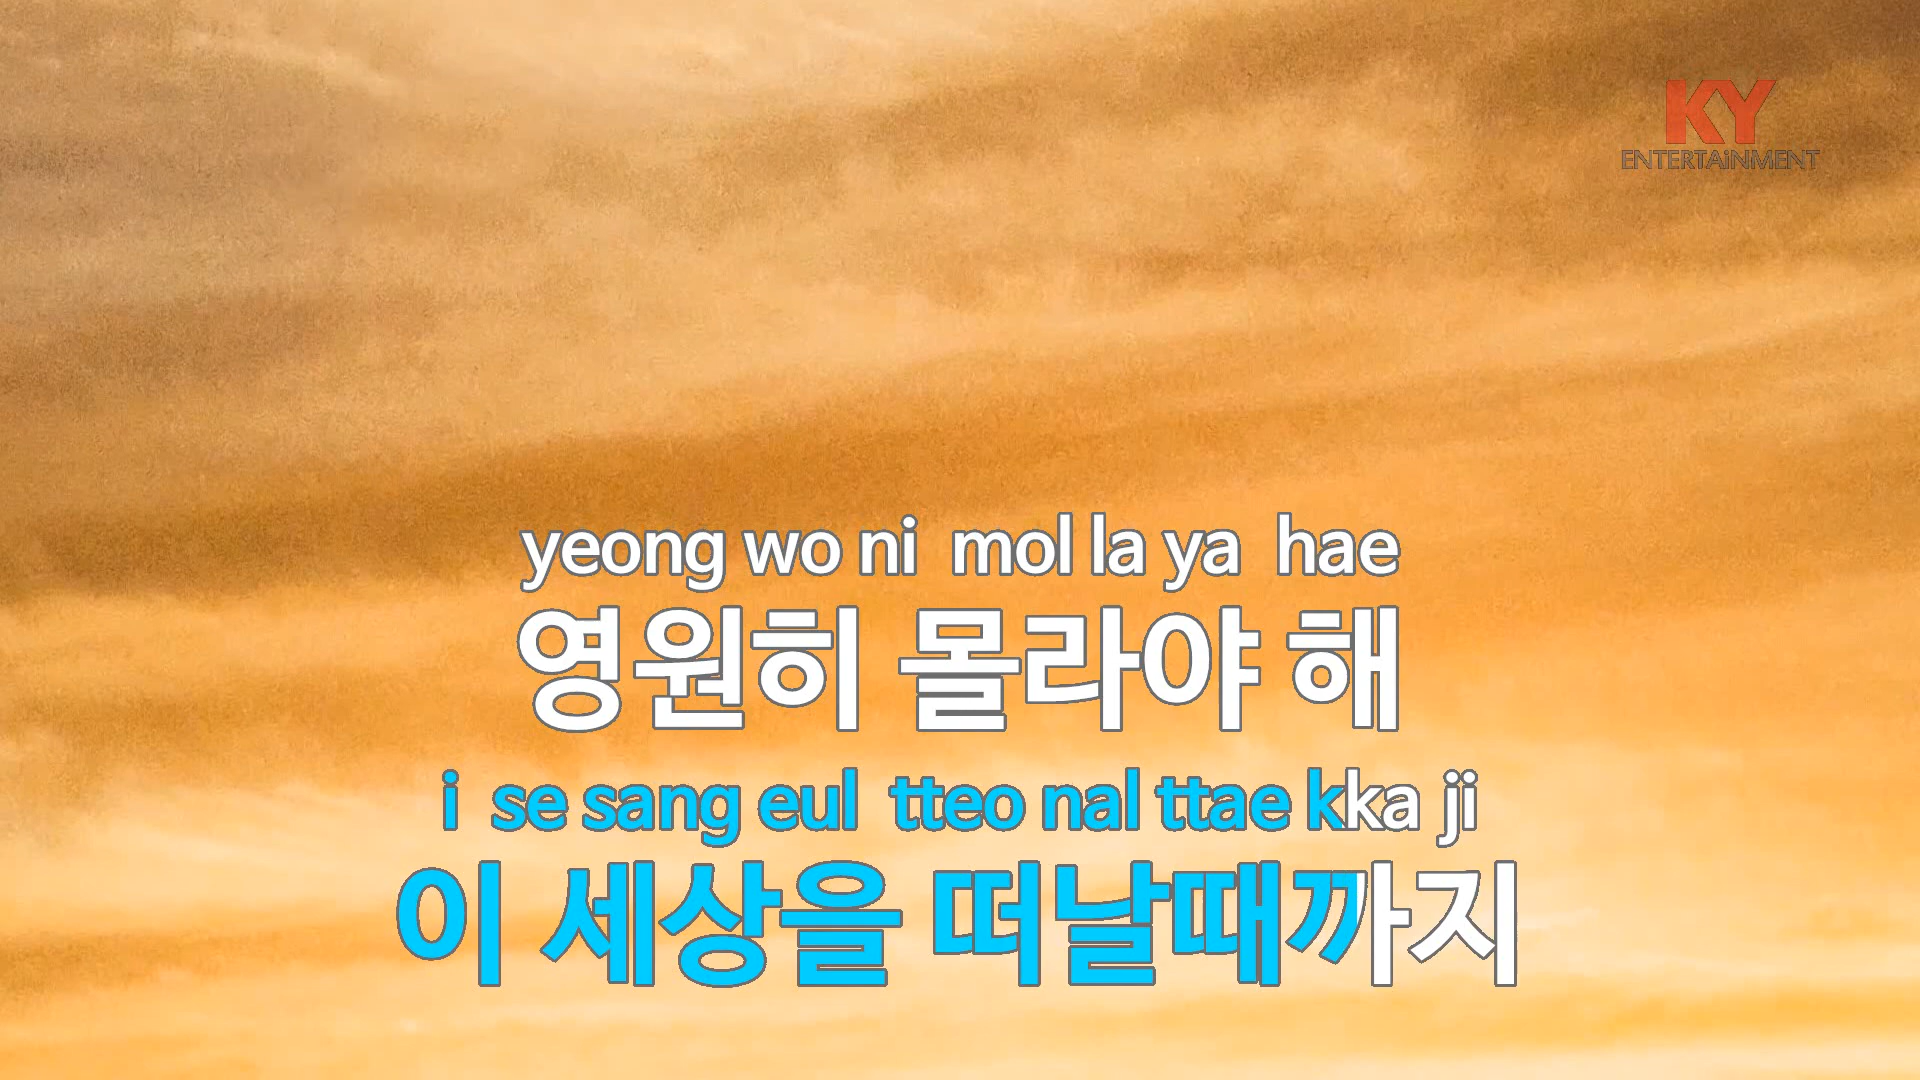 KY
ENTERTAiNMENT
yeong wo ni mol la ya hae
영원히 몰라야 해
i se sang eul tteo nal ttae kka ji
이 세상을 떠날때까지